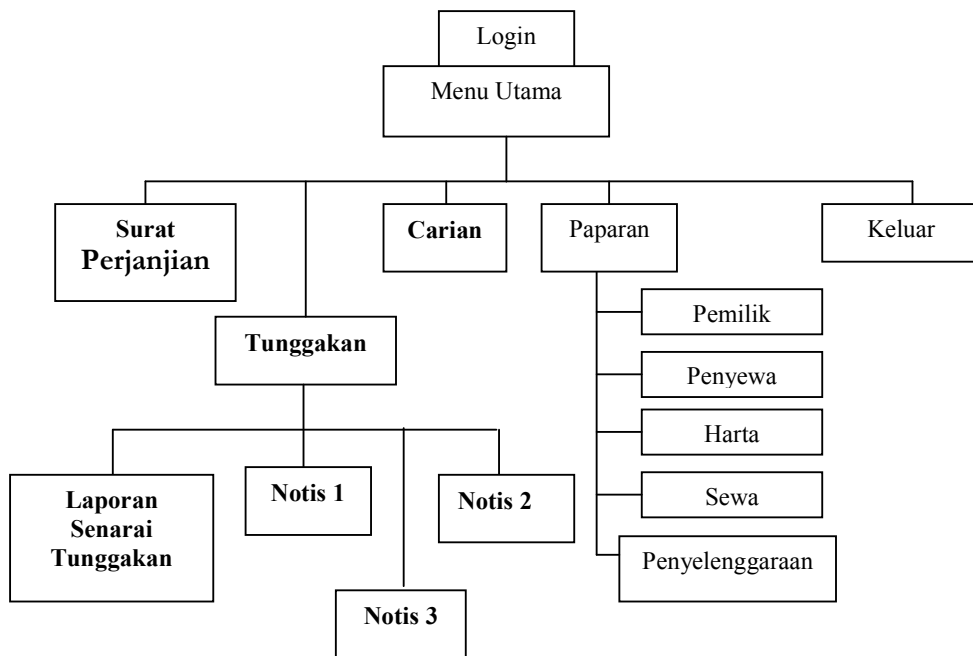 Login
Menu Utama
Surat
Perjanjian
Carian
Paparan
Keluar
Pemilik
Tunggakan
Penyewa
Harta
Laporan
Senarai
Tunggakan
Notis 1
Notis 2
Sewa
Penyelenggaraan
Notis 3